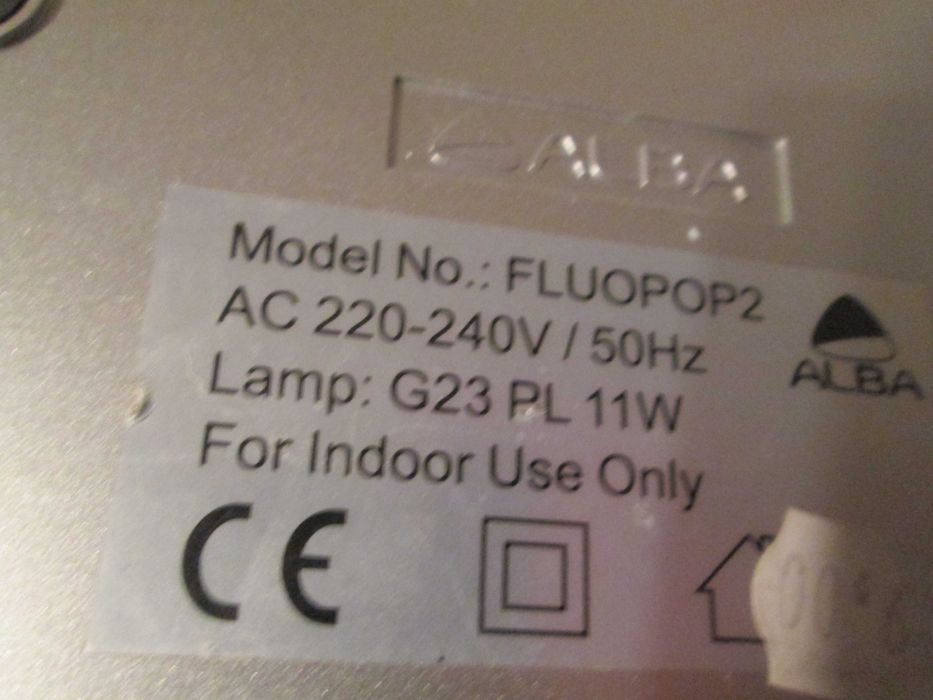 ALBA
Model No.: FLUOPOP2
AC 220-240V / 50Hz
Lamp: G23 PL 11W
For Indoor Use Only
ALBA
CE